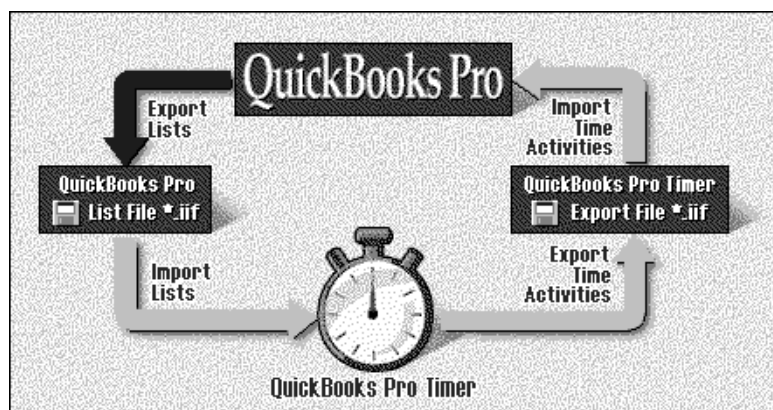 QuickBooks Pro
Export
Lists
Import
Time
Activities
QuickBooks Pro
List File *.iif
QuickBooks Pro Timer
Export File *.iif
Import
Lists
Export
Time
Activities
QuickBooks Pro Timer